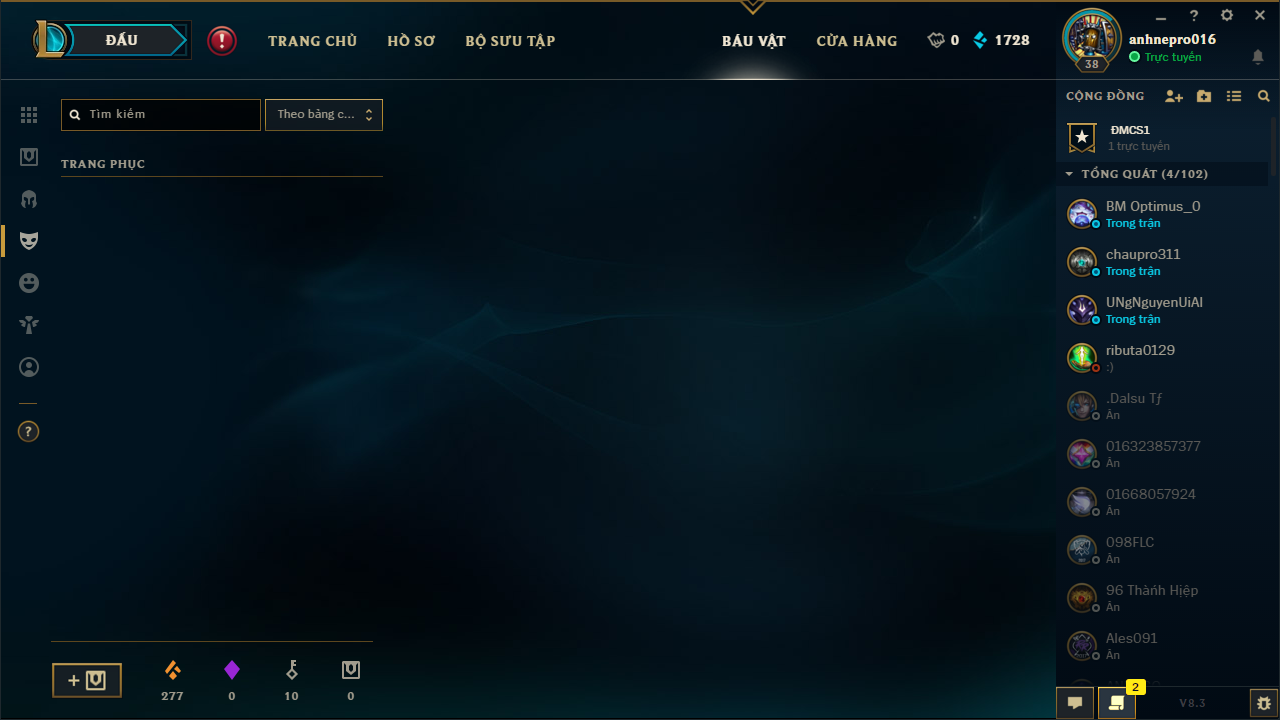 ĐẤU
TRANG CHỦ
HỒ SƠ
BỘ SƯU TẬP
BÁU VẬT
CỬA HÀNG
0
1728
38
anhnepro016
Trực tuyến
Tìm kiếm
Theo bảng c...
TRANG PHỤC
CỘNG ĐỒNG
ĐMCS1
1 trực tuyến
TỔNG QUÁT (4/102)
BM Optimus_0
Trong trận
chaupro311
Trong trận
UNgNguyenUiAI
Trong trận
ributa0129
:)
.Dalsu Tƒ
Ẩn
016323857377
Ẩn
01668057924
Ẩn
098FLC
Ẩn
96 Thành Hiệp
Ẩn
Ales091
Ẩn
277
0
10
0
2
V8.3